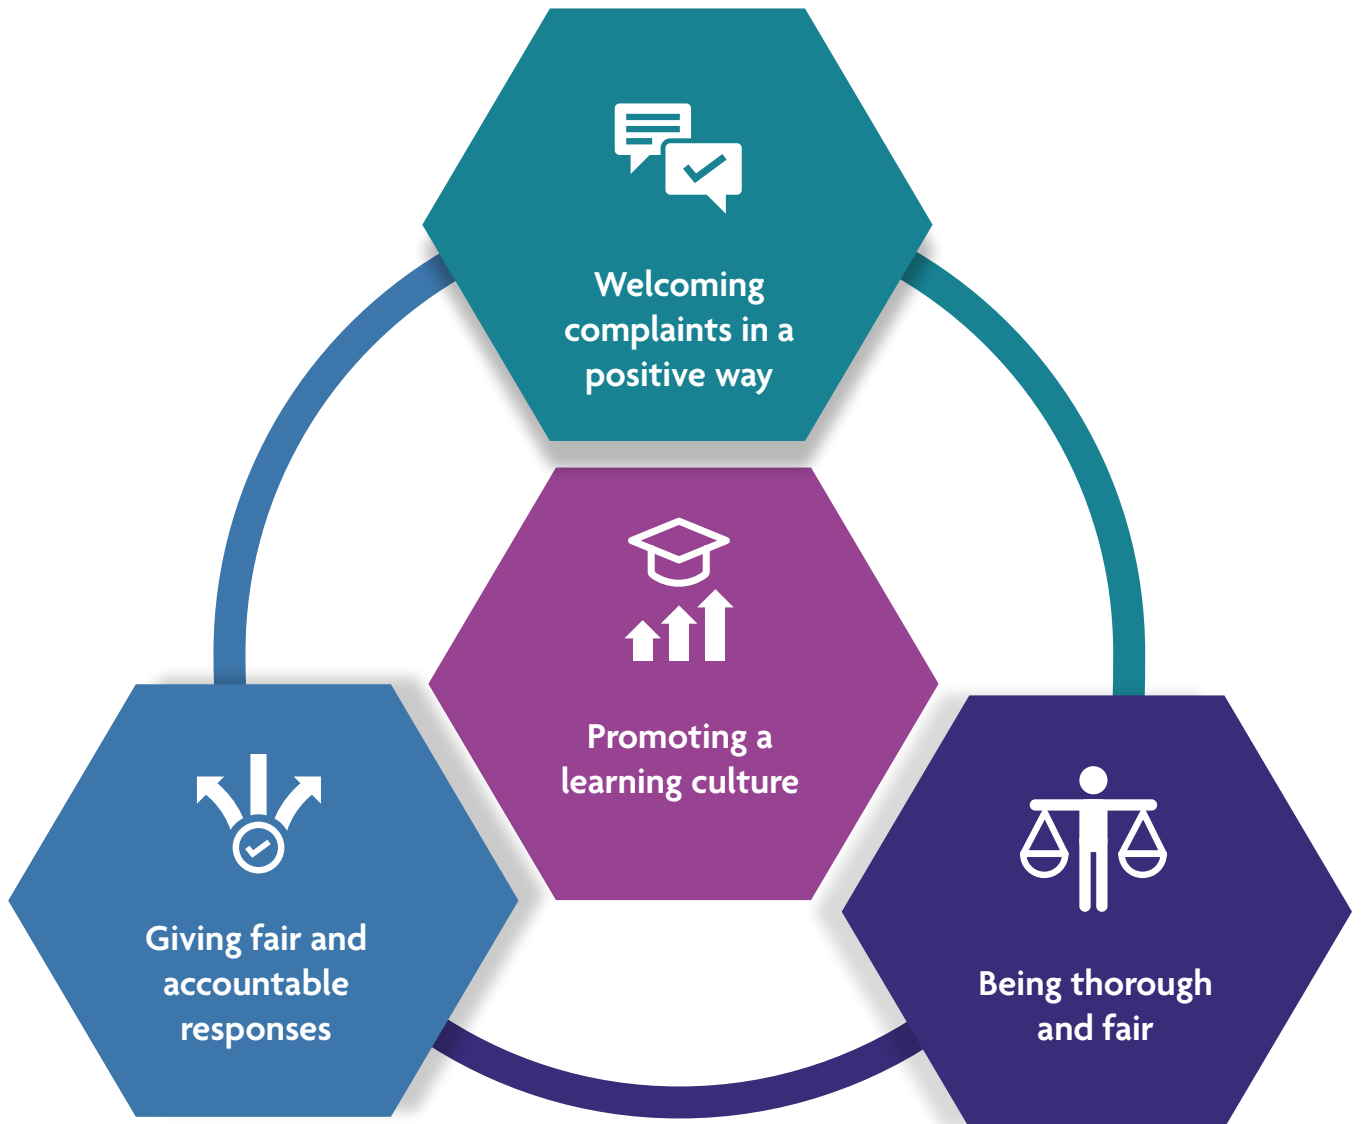 Welcoming
complaints in a
positive way
Promoting a
learning culture
Giving fair and
accountable
responses
Being thorough
and fair